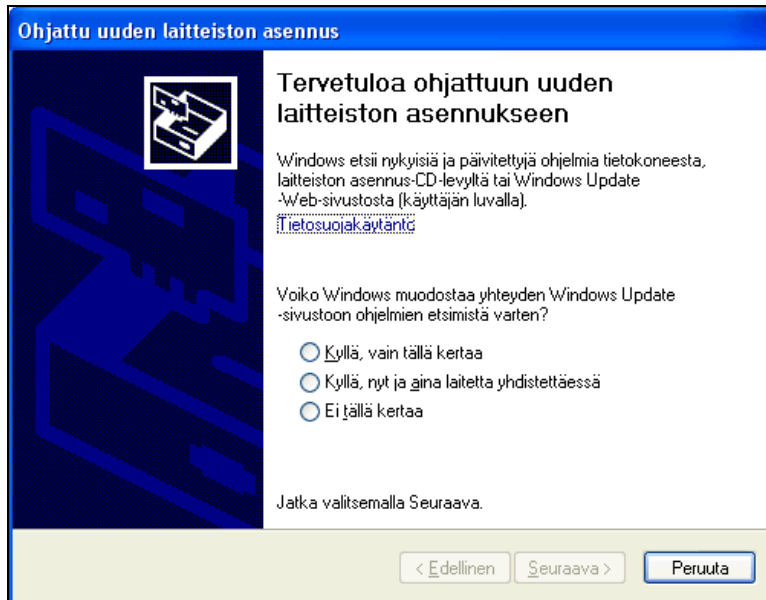 Ohjattu uuden laitteiston asennus
Tervetuloa ohjattuun uuden
laitteiston asennukseen
Windows etsii nykyisiä ja päivitettyjä ohjelmia tietokoneesta,
laitteiston asennus-CD-levyltä tai Windows Update
-Web-sivustosta (käyttäjän luvalla).
Tietosuojakäytäntö
Voiko Windows muodostaa yhteyden Windows Update
-sivustoon ohjelmien etsimistä varten?
Kyllä, vain tällä kertaa
Kyllä, nyt ja aina laitetta yhdistettäessä
Ei tällä kertaa
Jatka valitsemalla Seuraava.
< Edellinen
Seuraava >
Peruuta